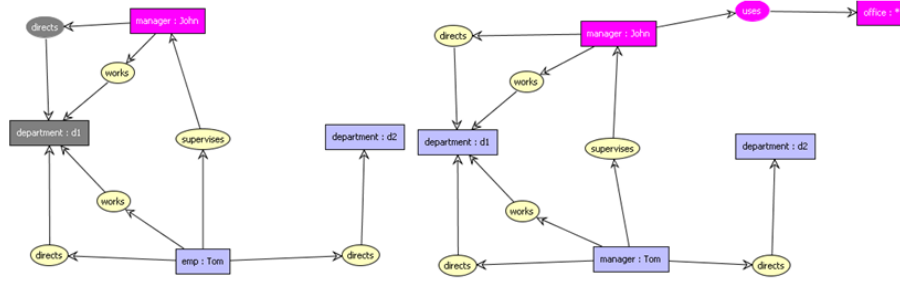 directs
manager : John
works
department : d1
supervises
department : d2
works
directs
emp : Tom
directs
uses
office : *
manager : John
directs
works
department : d1
supervises
department : d2
works
directs
manager : Tom
directs